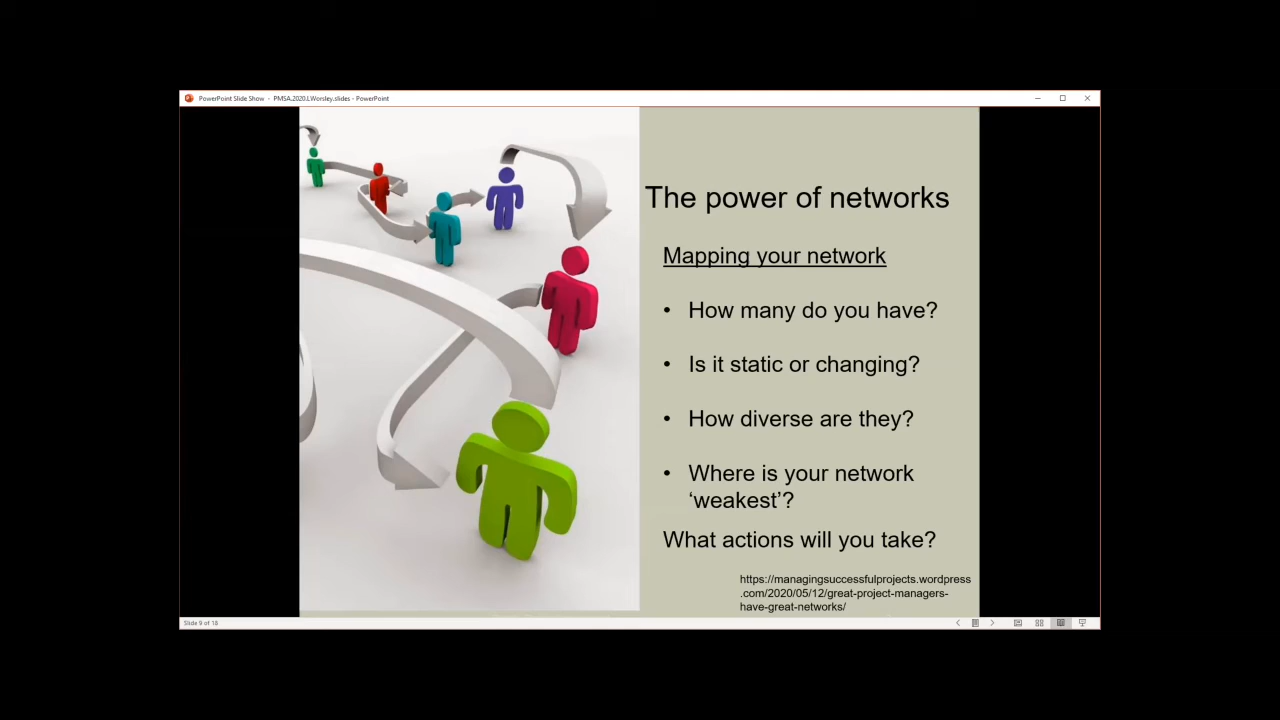 PowerPoint Slide Show - PMSA.2020.LWorsley.slides - PowerPoint
The power of networks
Mapping your network
• How many do you have?
• Is it static or changing?
• How diverse are they?
• Where is your network
‘weakest’?
What actions will you take?
https://managingsuccessfulprojects.wordpress
.com/2020/05/12/great-project-managers-
have-great-networks/
Slide 9 of 18